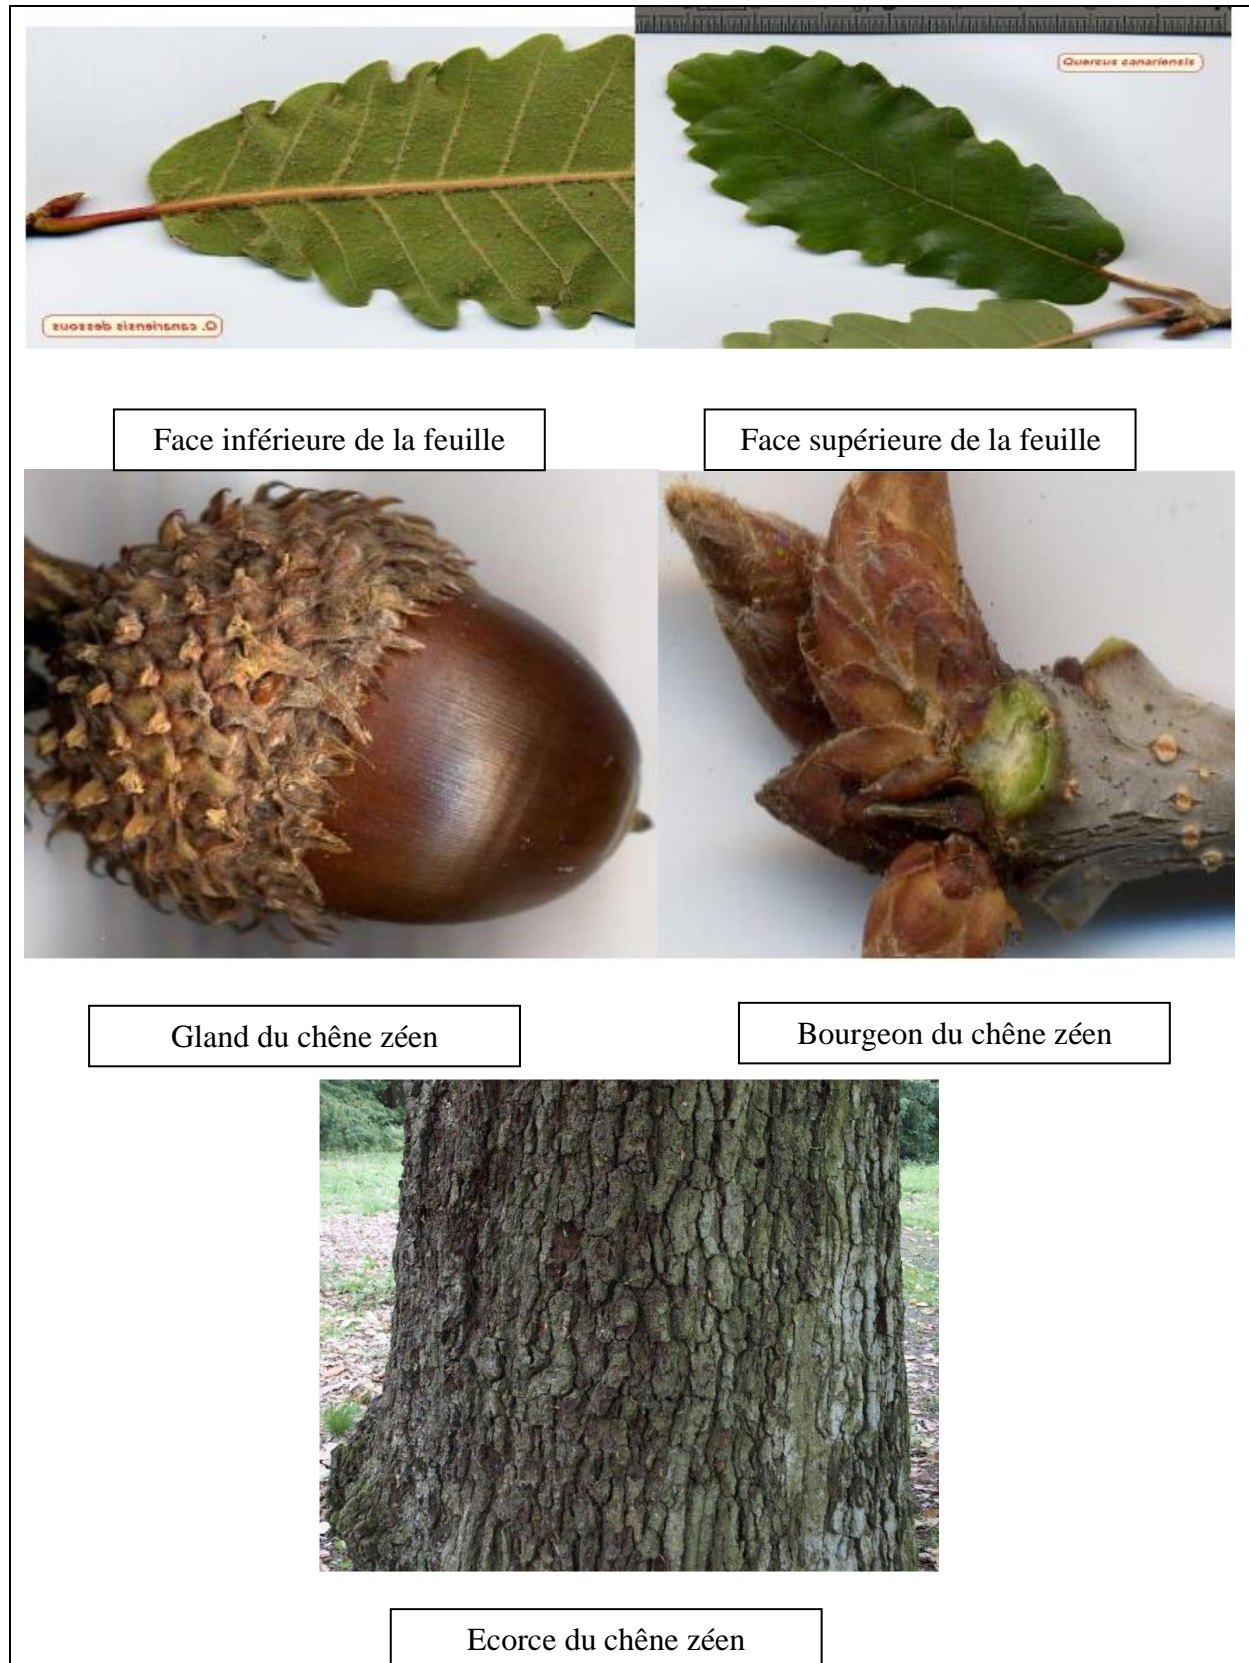 Quercus canariensis
Q. canariensis dessous
Face inférieure de la feuille
Face supérieure de la feuille
Gland du chêne zéen
Bourgeon du chêne zéen
Ecorce du chêne zéen